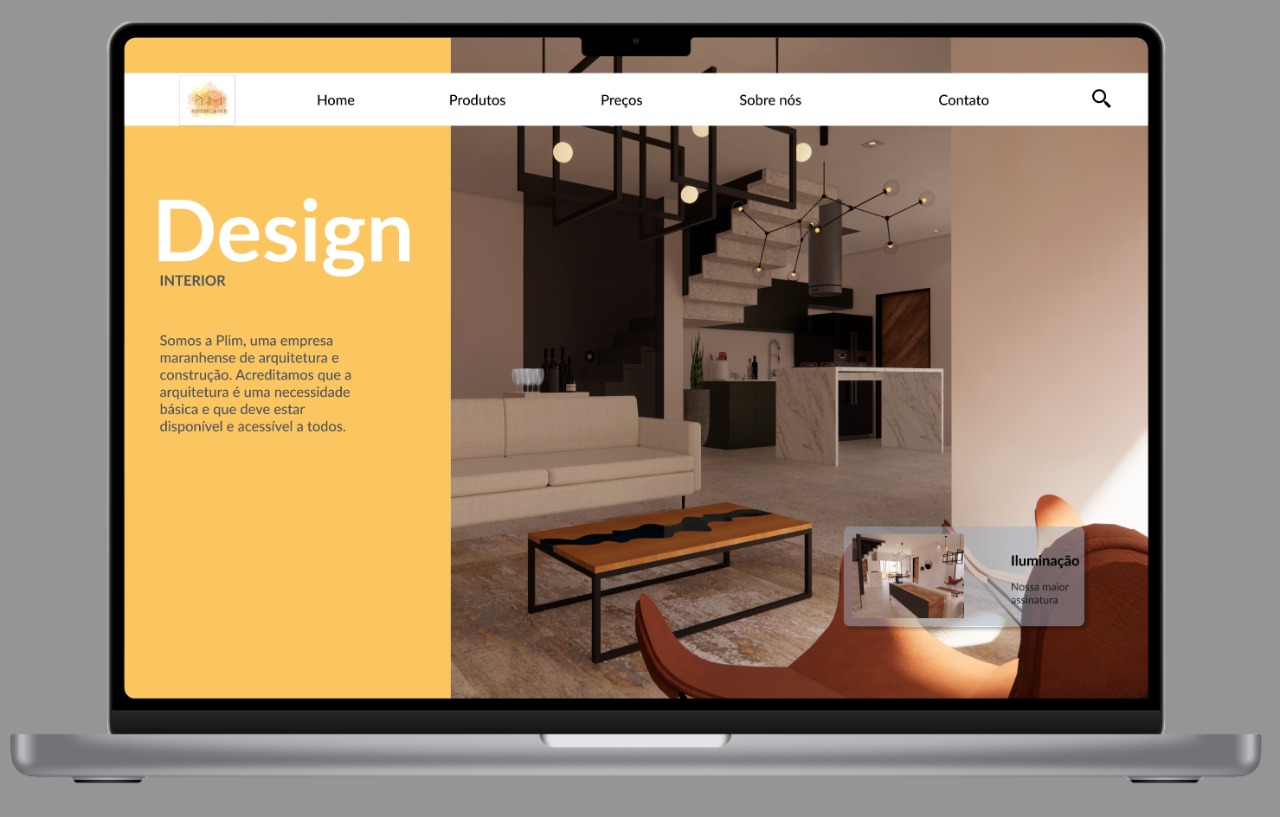 PLIM
Home
Produtos
Preços
Sobre nós
Contato
Design
INTERIOR
Somos a Plim, uma empresa
maranhense de arquitetura e
construção. Acreditamos que a
arquitetura é uma necessidade
básica e que deve estar
disponível e acessível a todos.
Iluminação
Nossa maior
assinatura